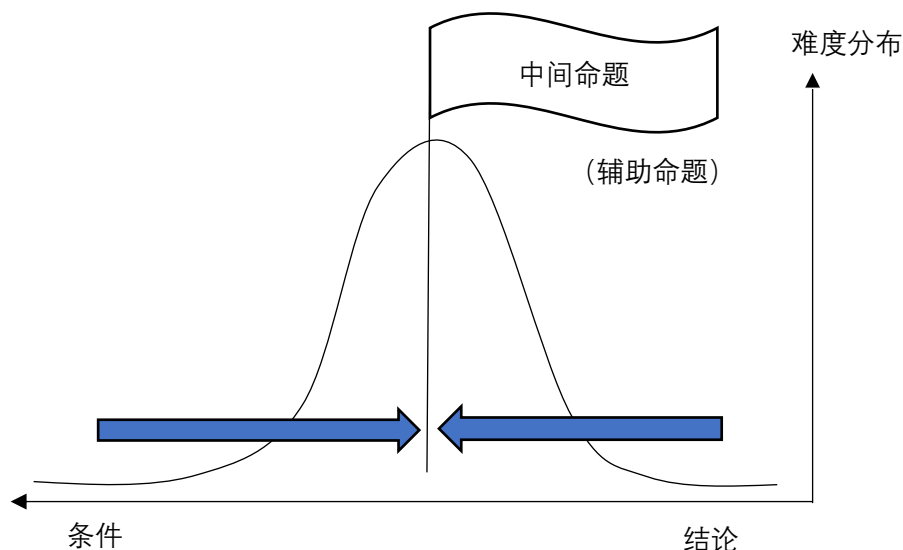 难度分布
中间命题
（辅助命题）
条件
结论